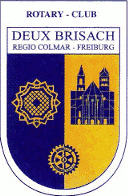 ROTARY - CLUB
DEUX BRISACH
REGIO COLMAR - FREIBURG